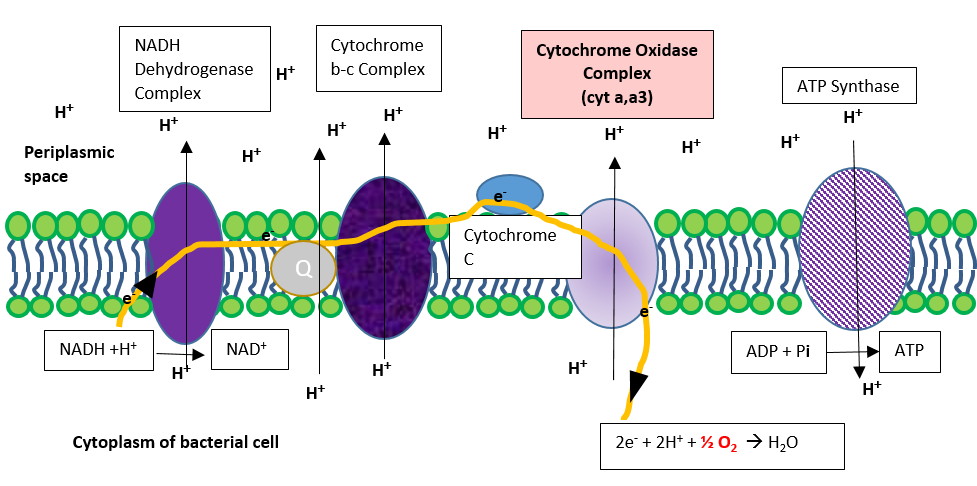 NADH
Dehydrogenase
Complex
H⁺
Cytochrome
b-c Complex
Cytochrome Oxidase
Complex
(cyt a,a3)
ATP Synthase
H⁺
H⁺
H⁺
H⁺
H⁺
H⁺
H⁺
H⁺
H⁺
H⁺
Periplasmic
space
e⁻
e⁻
Cytochrome
C
Q
e⁻
e⁻
NADH +H⁺
NAD⁺
ADP + Pi
ATP
H⁺
H⁺
H⁺
H⁺
H⁺
Cytoplasm of bacterial cell
2e⁻ + 2H⁺ + ½ O₂ → H₂O